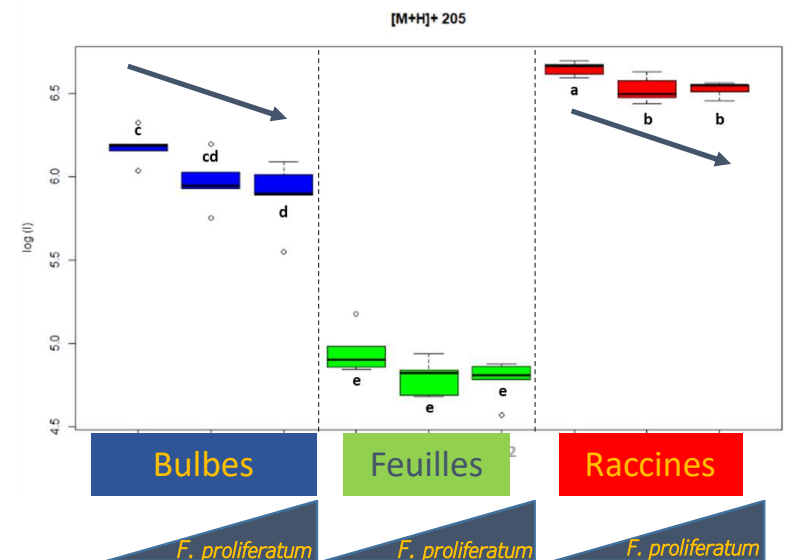 [M+H]+ 205
log (I)
6.5
6.0
5.5
5.0
4.5
c
cd
d
e
e
e
a
b
b
2
Bulbes
Feuilles
Raccines
F. proliferatum
F. proliferatum
F. proliferatum